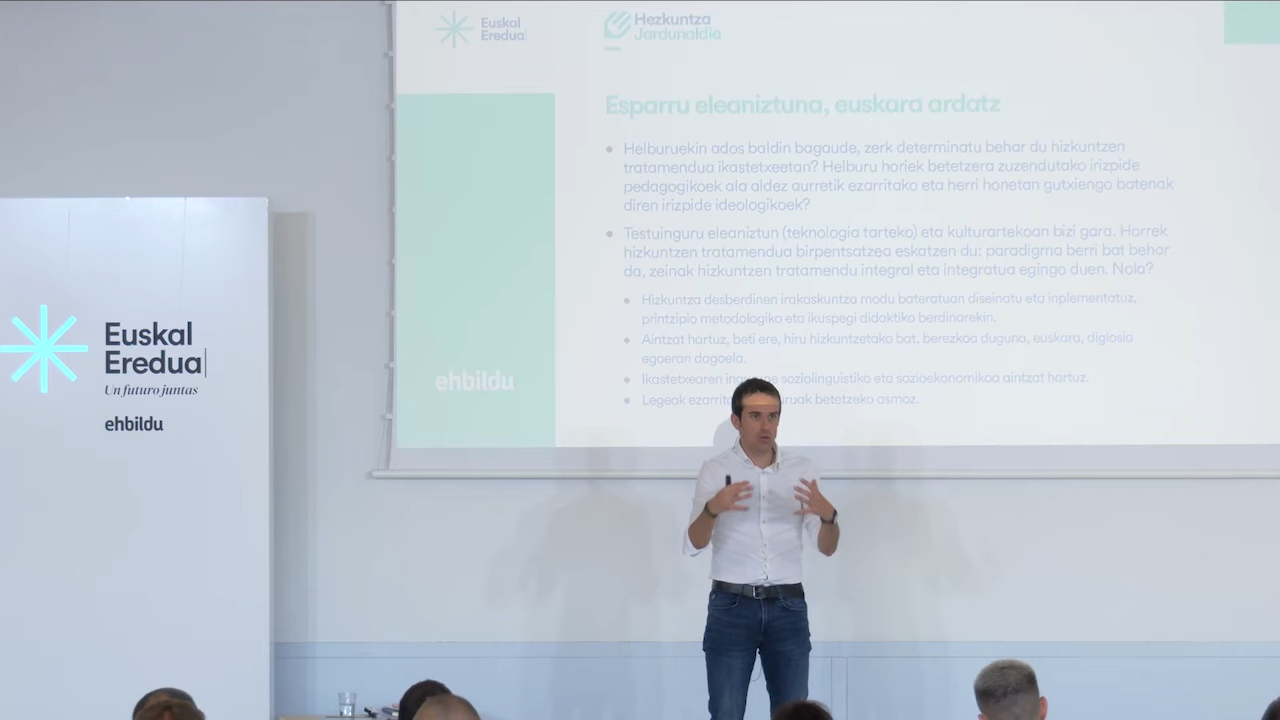 Euskal
Eredua
Hezkuntza
Jardunaldia
Esparru eleaniztuna, euskara ardatz
• Helburuekin ados baldin bagaude, zerk determinatu behar du hizkuntzen
tratamendua ikastetxeetan? Helburu horiek betetzera zuzendutako irizpide
pedagogikoek ala aldez aurretik ezarritako eta herri honetan gutxiengo batenak
diren irizpide ideologikoek?
• Testuinguru eleaniztun (teknologia tarteko) eta kulturartekoan bizi gara. Horrek
hizkuntzen tratamendua birpentsatzea eskatzen du: paradigma berri bat behar
da, zeinak hizkuntzen tratamendu integral eta integratua egingo duen. Nola?
• Hizkuntza desberdinen irakaskuntza modu bateratuan diseinatu eta inplementatuz,
printzipio metodologiko eta ikuspegi didaktiko berdinarekin.
• Aintzat hartuz, beti ere, hiru hizkuntzetako bat, berezkoa duguna, euskara, diglosia
egoeran dagoela.
• Ikastetxearen soziolinguistiko eta sozioekonomikoa aintzat hartuz.
• Legeak betetzeko asmoz.
ehbildu
Euskal
Eredua
Un futuro juntas
ehbildu